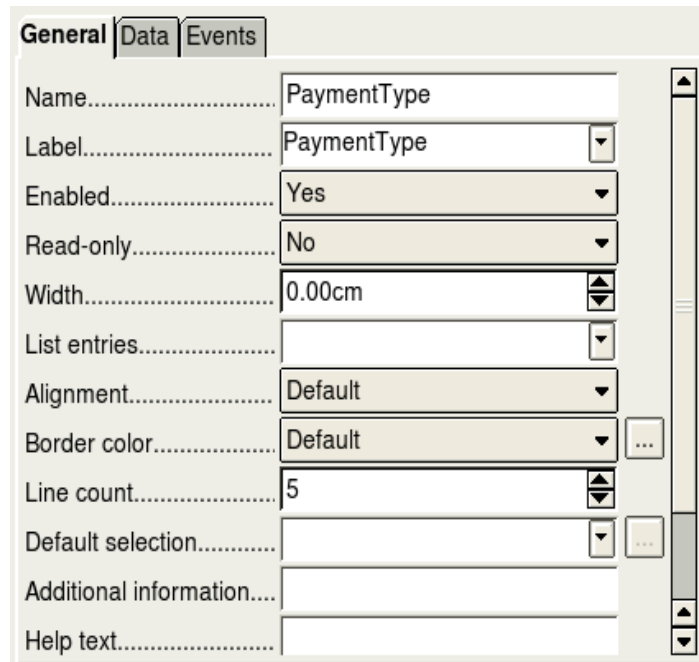 General Data Events
Name............................ PaymentType
Label............................ PaymentType
Enabled........................ Yes
Read-only..................... No
Width............................ 0.00cm
List entries....................
Alignment..................... Default
Border color.................. Default ...
Line count..................... 5
Default selection............ ...
Additional information....
Help text.......................